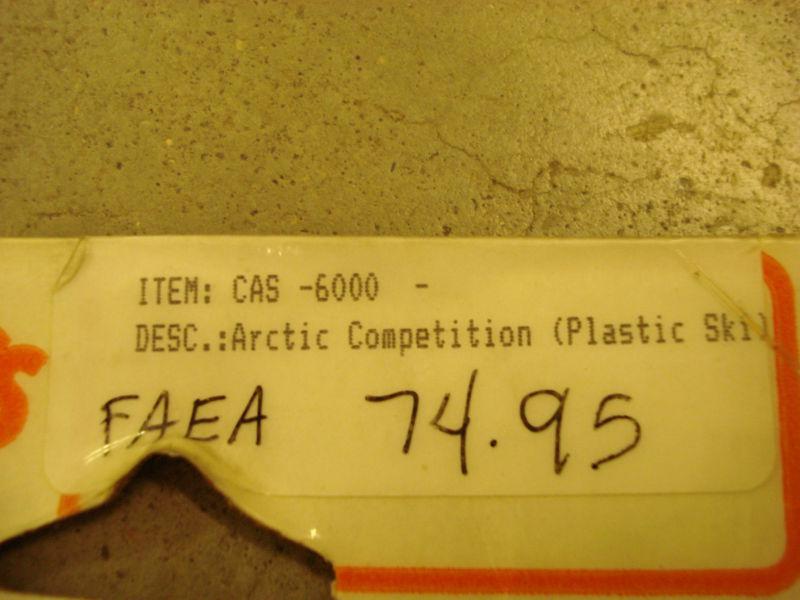 ITEM: CAS -6000 -
DESC.:Arctic Competition (Plastic Ski)
FAEA 74.95